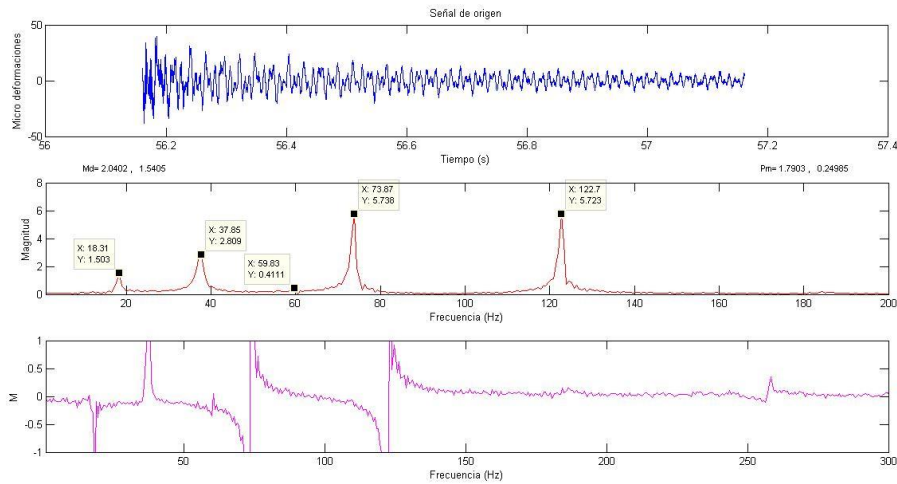 Señal de origen
50
0
-50
Micro deformaciones
56 56.2 56.4 56.6 56.8 57 57.2 57.4
Tiempo (s)
Md= 2.0402 , 1.5405
Pm= 1.7903 , 0.24985
8
6
4
2
0
Magnitud
X: 18.31
Y: 1.503
X: 37.85
Y: 2.809
X: 59.83
Y: 0.4111
X: 73.87
Y: 5.738
X: 122.7
Y: 5.723
20 40 60 80 100 120 140 160 180 200
Frecuencia (Hz)
1
0.5
0
-0.5
-1
M
50 100 150 200 250 300
Frecuencia (Hz)